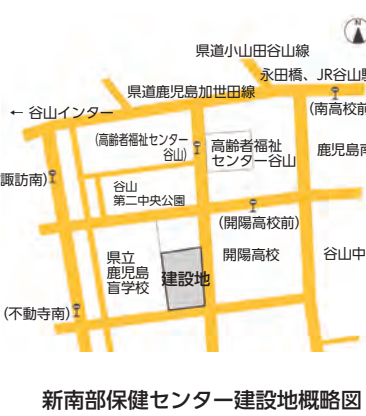 県道小山田谷山線
永田橋、JR谷山駅
県道鹿児島加世田線
← 谷山インター
(南高校前
(高齢者福祉センター
谷山)
高齢者福祉
センター谷山
鹿児島南
諏訪南)
谷山
第二中央公園
(開陽高校前)
県立
鹿児島
盲学校
建設地
開陽高校
谷山中
(不動寺南)
新南部保健センター建設地概略図